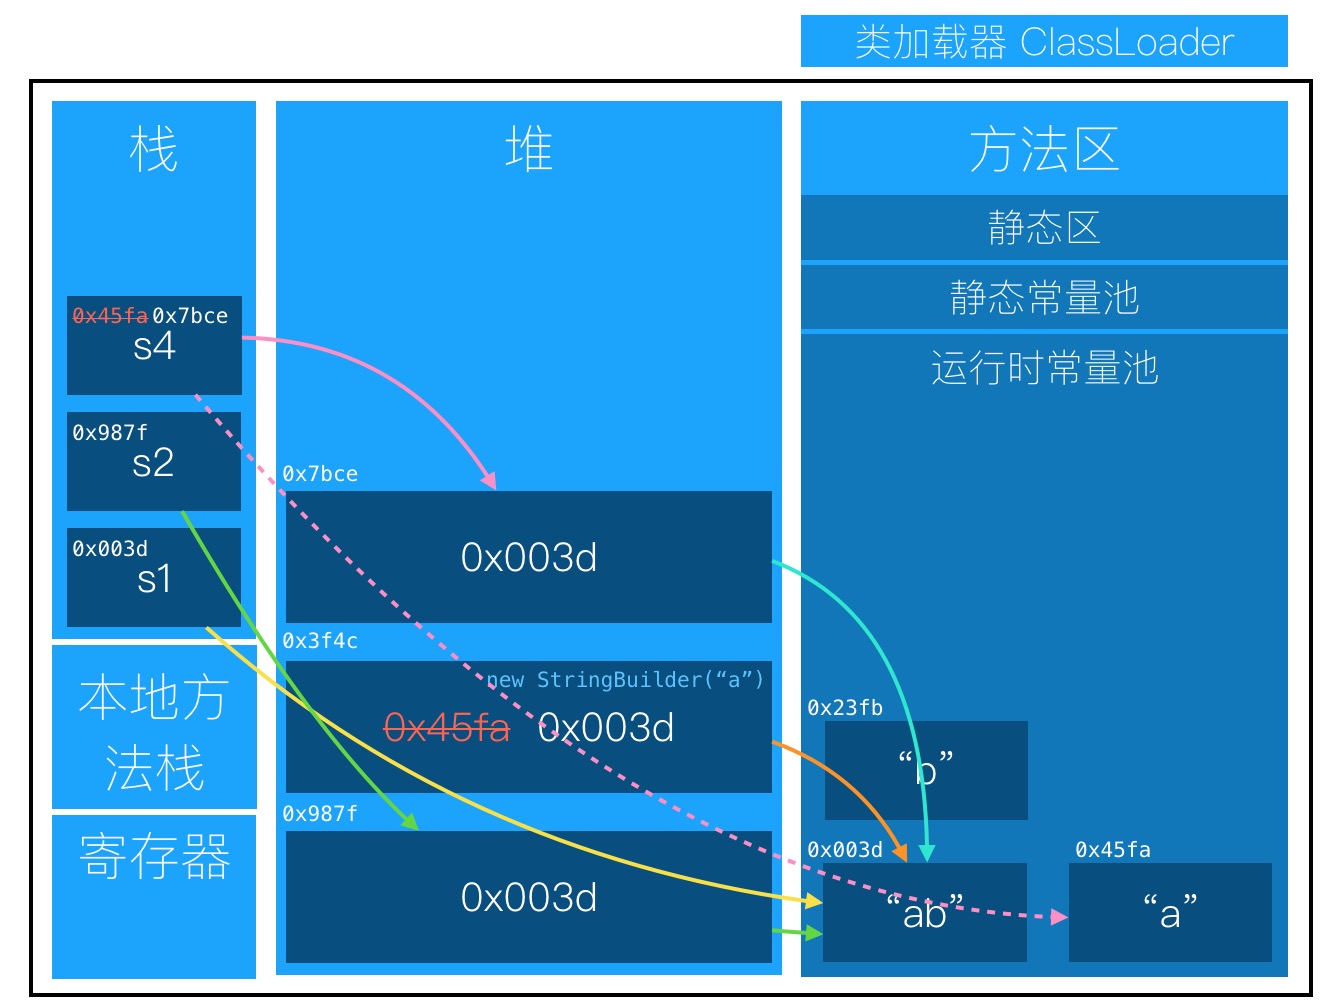 类加载器 ClassLoader
栈
堆
方法区
静态区
静态常量池
运行时常量池
0x45fa 0x7bce
s4
0x987f
s2
0x003d
s1
本地方
法栈
寄存器
0x7bce
0x003d
0x3f4c
new StringBuilder(“a”)
0x45fa 0x003d
0x987f
0x003d
0x23fb
“b”
0x003d
“ab”
0x45fa
“a”